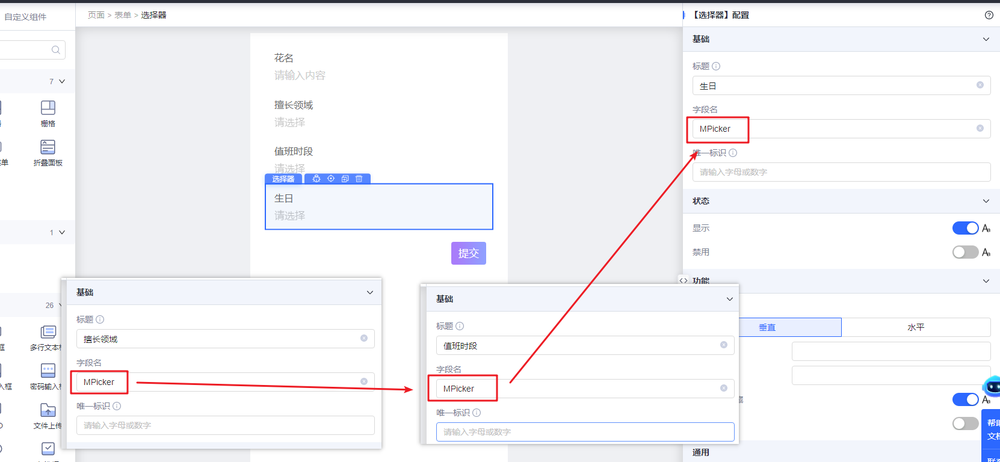 自定义组件
7
栅格
单
折叠面板
1
26
框
多行文本
入框
密码输入
文件上传
页面 > 表单 > 选择器
花名
请输入内容
擅长领域
请选择
值班时段
请选择
选择器
生日
请选择
提交
基础
标题
擅长领域
字段名
MPicker
唯一标识
请输入字母或数字
基础
标题
值班时段
字段名
MPicker
唯一标识
请输入字母或数字
【选择器】配置
基础
标题
生日
字段名
MPicker
唯一标识
请输入字母或数字
状态
显示
禁用
功能
垂直
水平
帮助
文档
通用